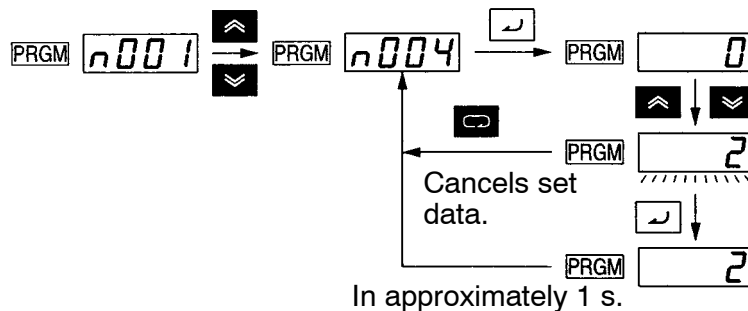 PRGM n001 PRGM n004 PRGM 0
PRGM 2
Cancels set
data.
PRGM 2
In approximately 1 s.